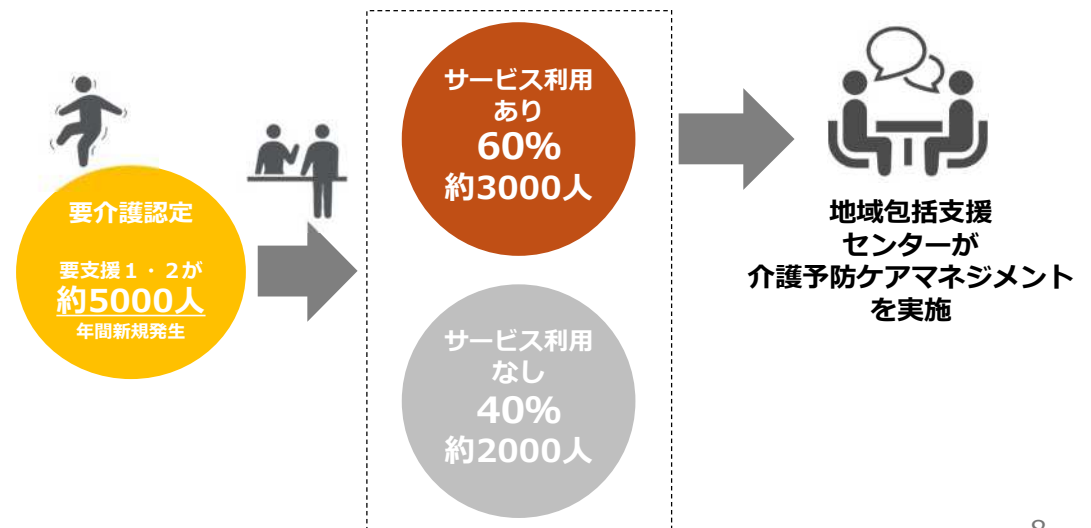 要介護認定
要支援１・２が
約5000人
年間新規発生
サービス利用
あり
60%
約3000人
サービス利用
なし
40%
約2000人
地域包括支援
センターが
介護予防ケアマネジメント
を実施